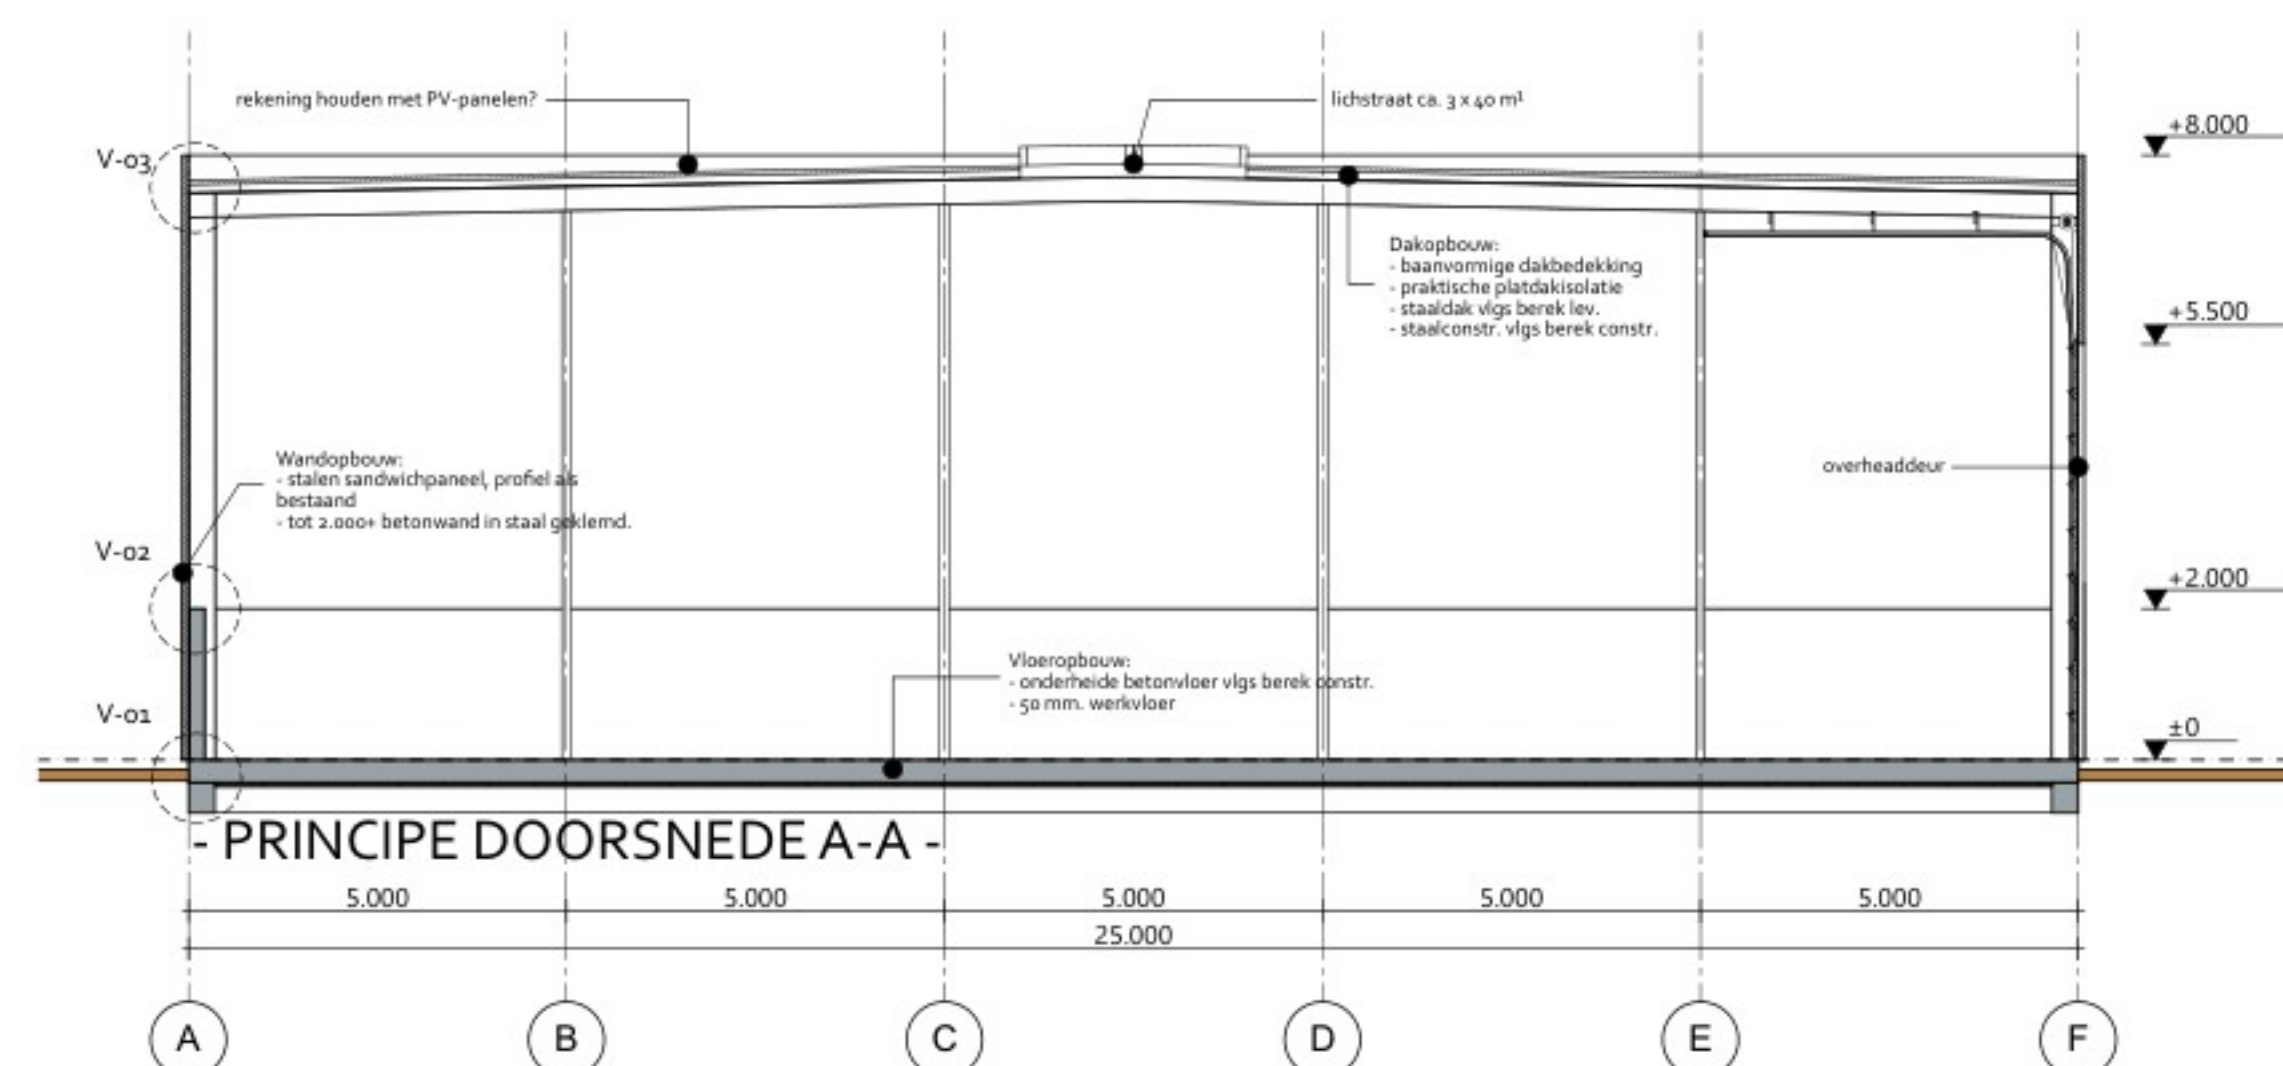 rekening houden met PV-panelen?
lichstraat ca. 3 x 40 m¹
+8.000
V-03
Dakopbouw:
- baanvormige dakbedekking
- praktische platdakisolatie
- staaldak vlgs berek lev.
- staalconstr. vlgs berek constr.
+5.500
Wandopbouw:
- stalen sandwichpaneel, profiel als
bestaand
- tot 2.000+ betonwand in staal geklemd.
overheaddeur
V-02
+2.000
Vloeropbouw:
- onderheide betonvloer vlgs berek constr.
- 50 mm. werkvloer
V-01
±0
- PRINCIPE DOORSNEDE A-A -
5.000 5.000 5.000 5.000 5.000
25.000
A B C D E F